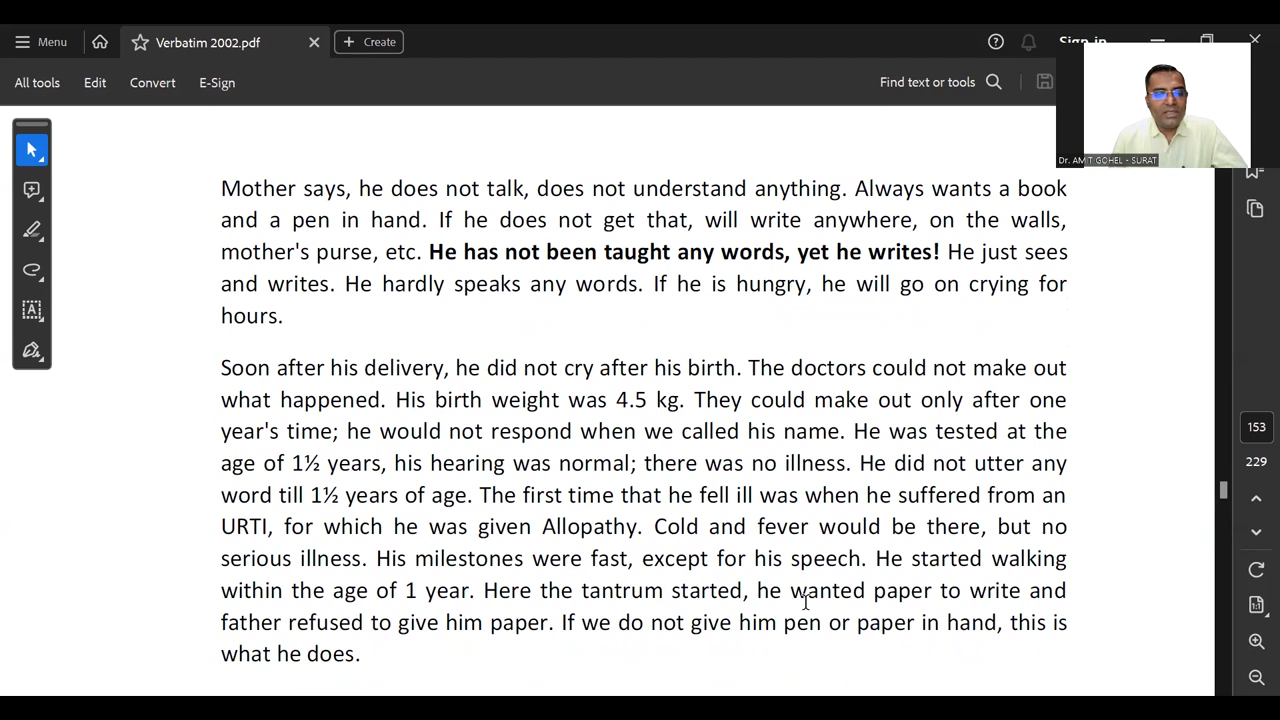 Menu
Verbatim 2002.pdf
Create
All tools
Edit
Convert
E-Sign
Find text or tools
Dr. AMIT GOHEL - SURAT
Mother says, he does not talk, does not understand anything. Always wants a book
and a pen in hand. If he does not get that, will write anywhere, on the walls,
mother's purse, etc. He has not been taught any words, yet he writes! He just sees
and writes. He hardly speaks any words. If he is hungry, he will go on crying for
hours.
Soon after his delivery, he did not cry after his birth. The doctors could not make out
what happened. His birth weight was 4.5 kg. They could make out only after one
year's time; he would not respond when we called his name. He was tested at the
age of 1½ years, his hearing was normal; there was no illness. He did not utter any
word till 1½ years of age. The first time that he fell ill was when he suffered from an
URTI, for which he was given Allopathy. Cold and fever would be there, but no
serious illness. His milestones were fast, except for his speech. He started walking
within the age of 1 year. Here the tantrum started, he wanted paper to write and
father refused to give him paper. If we do not give him pen or paper in hand, this is
what he does.
153
229
1:1